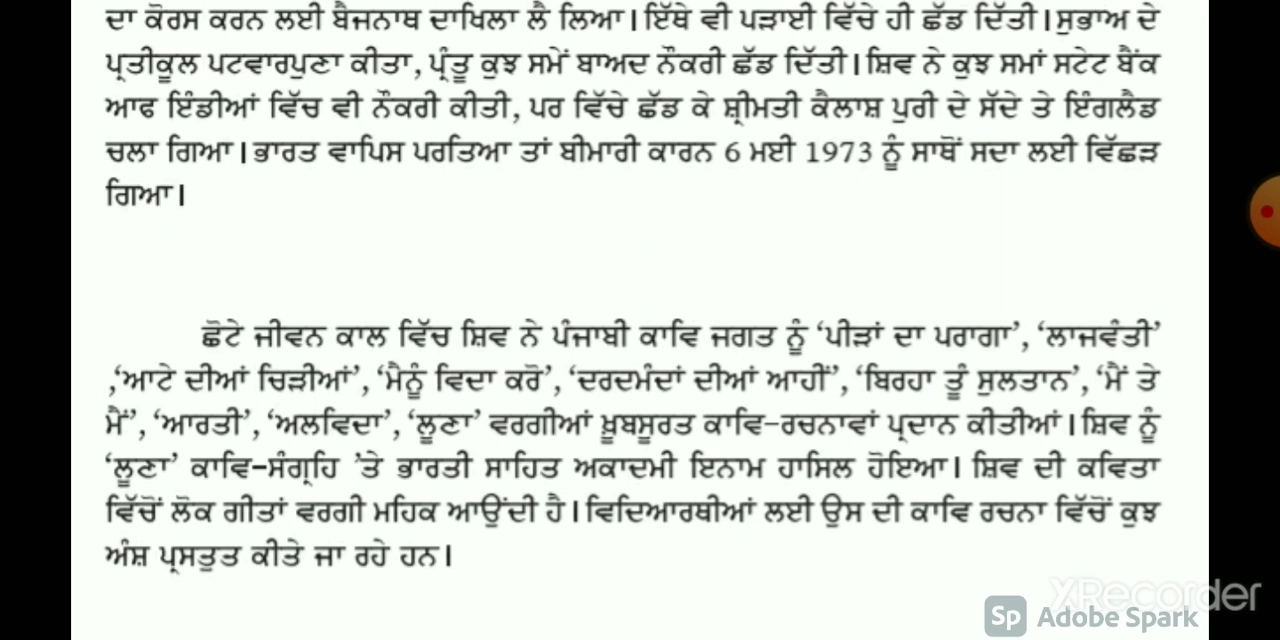 ਦਾ ਕੋਰਸ ਕਰਨ ਲਈ ਬੈਜਨਾਥ ਦਾਖਿਲਾ ਲੈ ਲਿਆ। ਇੱਥੇ ਵੀ ਪੜਾਈ ਵਿੱਚੇ ਹੀ ਛੱਡ ਦਿੱਤੀ। ਸੁਭਾਅ ਦੇ
ਪ੍ਰਤੀਕੂਲ ਪਟਵਾਰਪੁਣਾ ਕੀਤਾ, ਪ੍ਰੰਤੂ ਕੁਝ ਸਮੇਂ ਬਾਅਦ ਨੌਕਰੀ ਛੱਡ ਦਿੱਤੀ। ਸ਼ਿਵ ਨੇ ਕੁਝ ਸਮਾਂ ਸਟੇਟ ਬੈਂਕ
ਆਫ ਇੰਡੀਆਂ ਵਿੱਚ ਵੀ ਨੌਕਰੀ ਕੀਤੀ, ਪਰ ਵਿੱਚੇ ਛੱਡ ਕੇ ਸ਼੍ਰੀਮਤੀ ਕੈਲਾਸ਼ ਪੁਰੀ ਦੇ ਸੱਦੇ ਤੇ ਇੰਗਲੈਡ
ਚਲਾ ਗਿਆ। ਭਾਰਤ ਵਾਪਿਸ ਪਰਤਿਆ ਤਾਂ ਬੀਮਾਰੀ ਕਾਰਨ 6 ਮਈ 1973 ਨੂੰ ਸਾਥੋਂ ਸਦਾ ਲਈ ਵਿੱਛੜ
ਗਿਆ।
ਛੋਟੇ ਜੀਵਨ ਕਾਲ ਵਿੱਚ ਸ਼ਿਵ ਨੇ ਪੰਜਾਬੀ ਕਾਵਿ ਜਗਤ ਨੂੰ ‘ਪੀੜਾਂ ਦਾ ਪਰਾਗਾ’, ‘ਲਾਜਵੰਤੀ’
,‘ਆਟੇ ਦੀਆਂ ਚਿੜੀਆਂ’, ‘ਮੈਨੂੰ ਵਿਦਾ ਕਰੋ’, ‘ਦਰਦਮੰਦਾਂ ਦੀਆਂ ਆਹੀਂ’, ‘ਬਿਰਹਾ ਤੂੰ ਸੁਲਤਾਨ’, ‘ਮੈਂ ਤੇ
ਮੈਂ’, ‘ਆਰਤੀ’, ‘ਅਲਵਿਦਾ’, ‘ਲੂਣਾ’ ਵਰਗੀਆਂ ਖ਼ੂਬਸੂਰਤ ਕਾਵਿ-ਰਚਨਾਵਾਂ ਪ੍ਰਦਾਨ ਕੀਤੀਆਂ। ਸ਼ਿਵ ਨੂੰ
‘ਲੂਣਾ’ ਕਾਵਿ-ਸੰਗ੍ਰਹਿ ’ਤੇ ਭਾਰਤੀ ਸਾਹਿਤ ਅਕਾਦਮੀ ਇਨਾਮ ਹਾਸਿਲ ਹੋਇਆ। ਸ਼ਿਵ ਦੀ ਕਵਿਤਾ
ਵਿੱਚੋਂ ਲੋਕ ਗੀਤਾਂ ਵਰਗੀ ਮਹਿਕ ਆਉਂਦੀ ਹੈ। ਵਿਦਿਆਰਥੀਆਂ ਲਈ ਉਸ ਦੀ ਕਾਵਿ ਰਚਨਾ ਵਿੱਚੋਂ ਕੁਝ
ਅੰਸ਼ ਪ੍ਰਸਤੁਤ ਕੀਤੇ ਜਾ ਰਹੇ ਹਨ।
XRecorder
Sp Adobe Spark